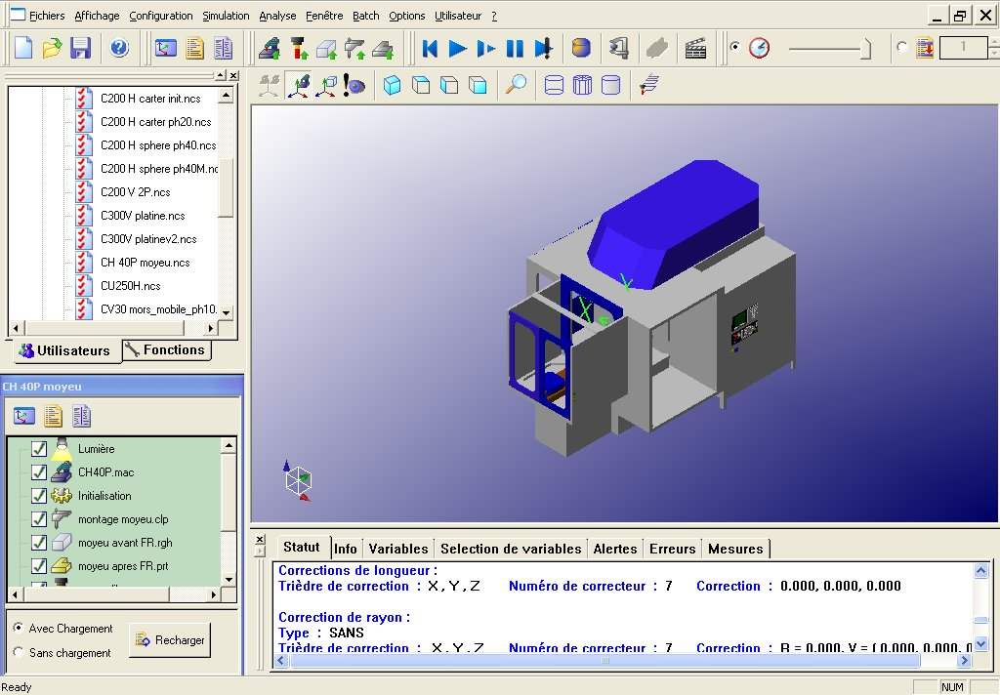 Fichiers Affichage Configuration Simulation Analyse Fenêtre Batch Options Utilisateur ?
1
C200 H carter init.ncs
C200 H carter ph20.ncs
C200 H sphere ph40.ncs
C200 H sphere ph40M.nc
C200 V 2P.ncs
C300V platine.ncs
C300V platinev2.ncs
CH 40P moyeu.ncs
CU250H.ncs
CV30 mors_mobile_ph10.
Utilisateurs Fonctions
CH 40P moyeu
Lumière
CH40P.mac
Initialisation
montage moyeu.clp
moyeu avant FR.rgh
moyeu apres FR.prt
Avec Chargement
Sans chargement
Recharger
X
Y
Statut Info Variables Selection de variables Alertes Erreurs Mesures
Corrections de longueur :
Trièdre de correction : X,Y,Z Numéro de correcteur : 7 Correction : 0.000, 0.000, 0.000
Correction de rayon :
Type : SANS
Trièdre de correction : X,Y,Z Numéro de correcteur : 7 Correction : R = 0.000, V = ( 0.000, 0.000, 0
Ready NUM